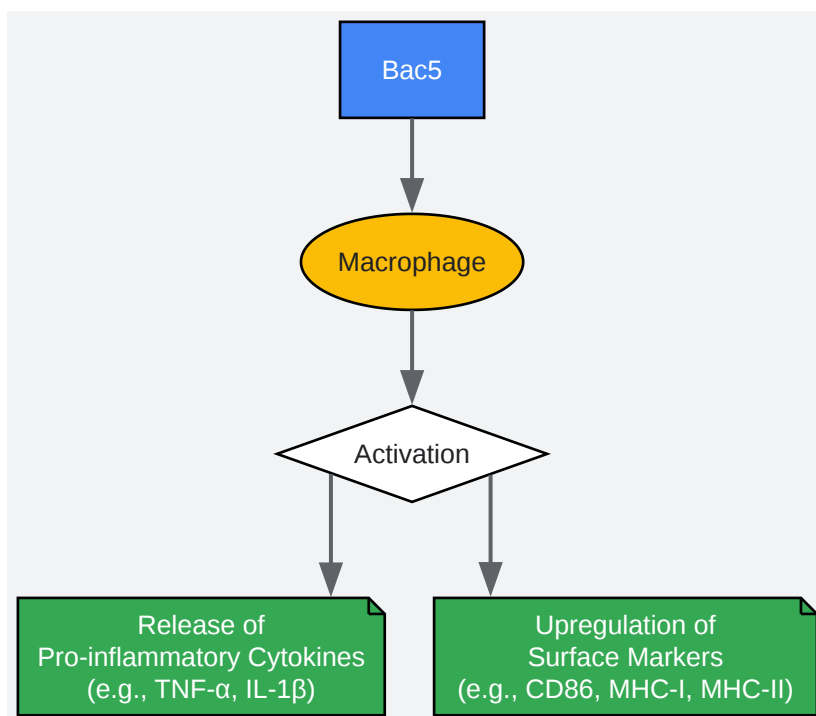 Bac5
Macrophage
Activation
Release of
Pro-inflammatory Cytokines
(e.g., TNF-α, IL-1β)
Upregulation of
Surface Markers
(e.g., CD86, MHC-I, MHC-II)